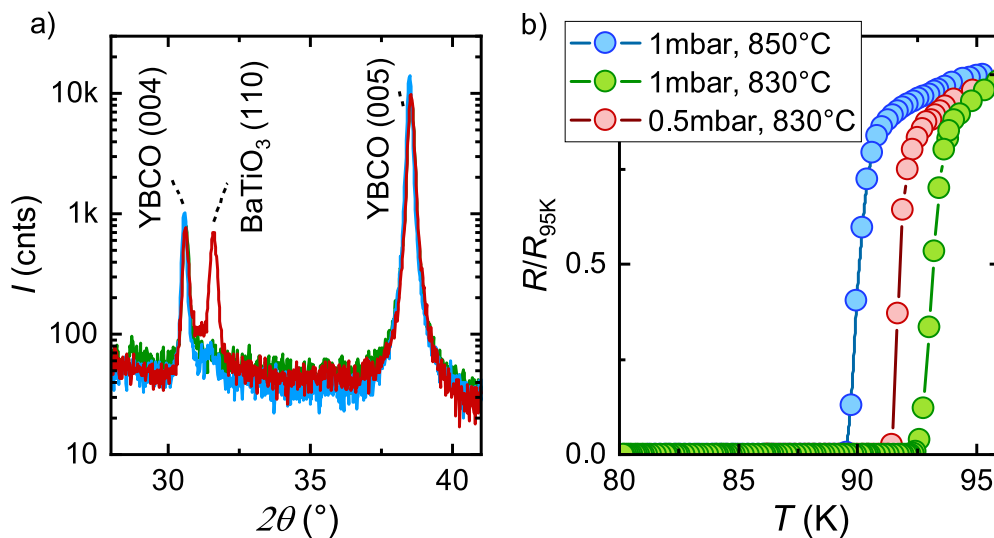 a)
YBCO (004)
BaTiO3 (110)
YBCO (005)
10k
1k
100
10
I (cnts)
30
35
40
2θ (°)
b)
1mbar, 850°C
1mbar, 830°C
0.5mbar, 830°C
0.5
0.0
R/R95K
80
85
90
95
T (K)